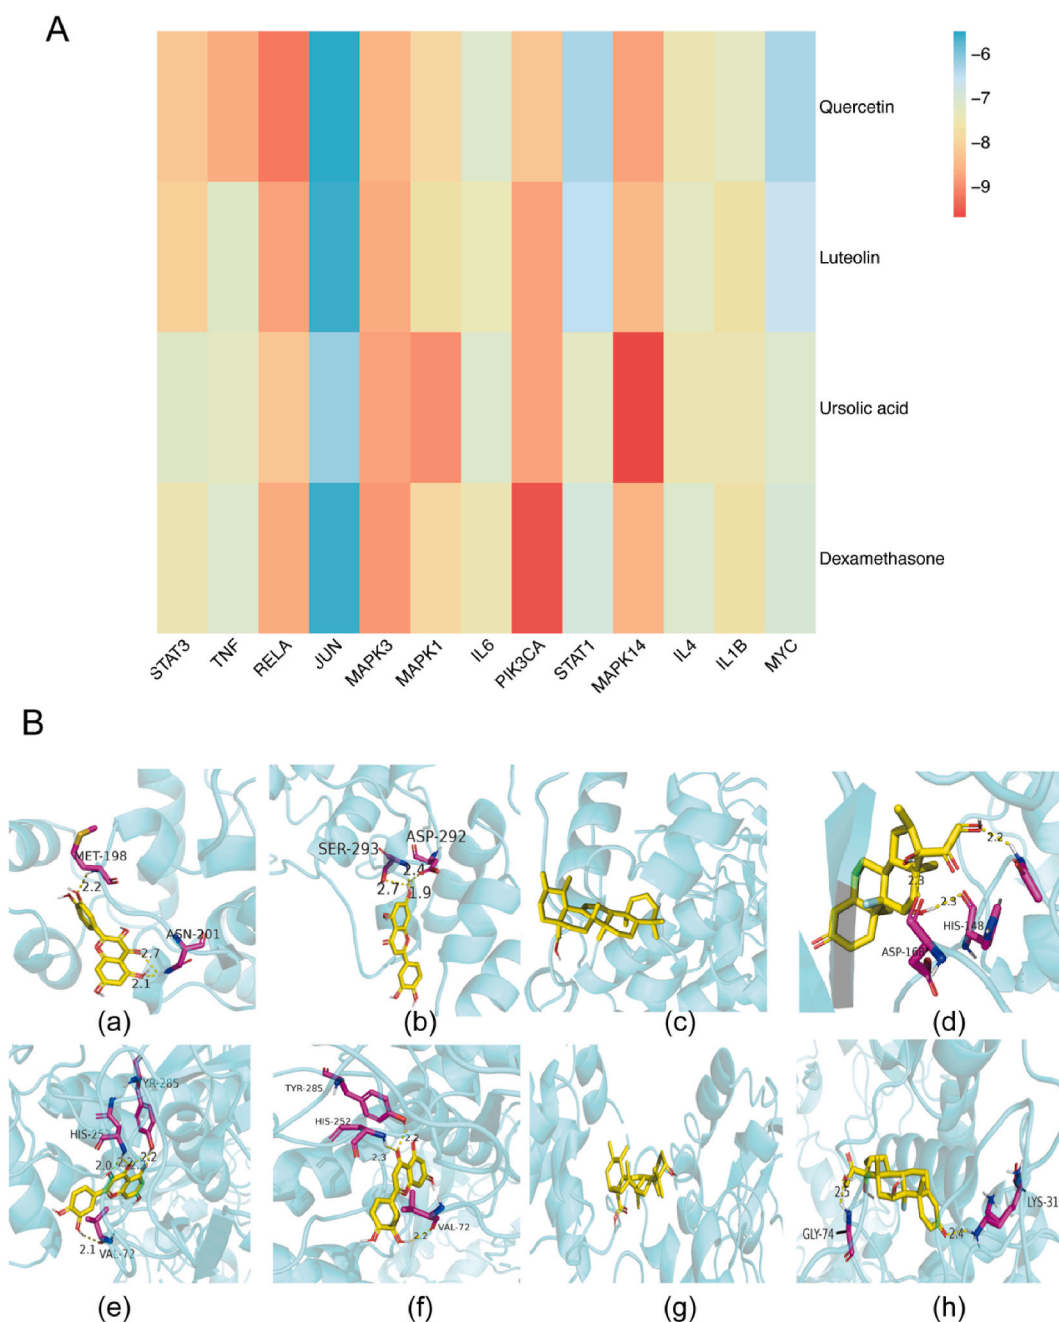 A
Quercetin
Luteolin
Ursolic acid
Dexamethasone
−6
−7
−8
−9
STAT3 TNF RELA JUN MAPK3 MAPK1 IL6 PIK3CA STAT1 MAPK14 IL4 IL1B MYC
B
MET-198
2.2
ASN-201
2.7
2.1
(a)
SER-293
ASP-292
2.4
2.7
1.9
(b)
(c)
2.2
2.3
2.3
HIS-148
(d)
TYR-285
2.0
2.2
2.1
VAL-72
(e)
TYR-285
HIS-252
2.2
2.3
VAL-72
2.2
(f)
(g)
2.5
GLY-74
LYS-31
2.4
(h)